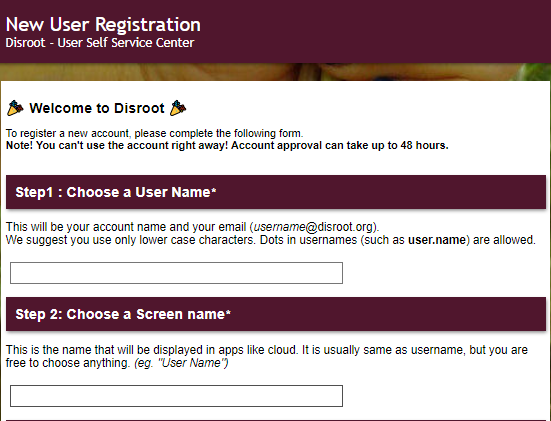 New User Registration
Disroot - User Self Service Center
Welcome to Disroot
To register a new account, please complete the following form.
Note! You can't use the account right away! Account approval can take up to 48 hours.
Step1 : Choose a User Name*
This will be your account name and your email (username@disroot.org).
We suggest you use only lower case characters. Dots in usernames (such as user.name) are allowed.
Step 2: Choose a Screen name*
This is the name that will be displayed in apps like cloud. It is usually same as username, but you are
free to choose anything. (eg. "User Name")